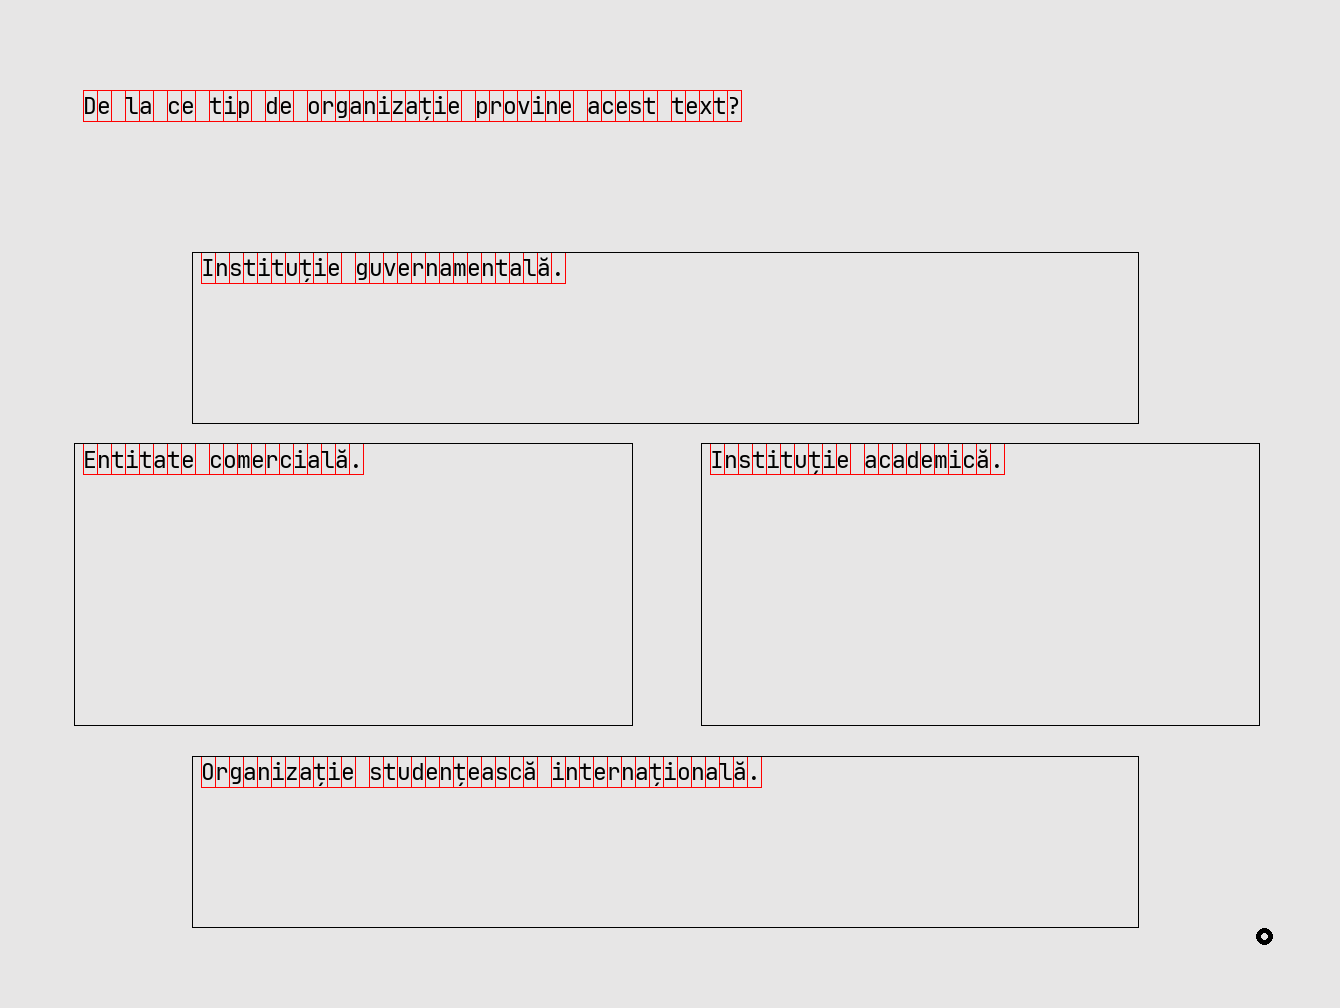 De la ce tip de organizație provine acest text?
Instituție guvernamentală.
Entitate comercială.
Instituție academică.
Organizație studențească internațională.